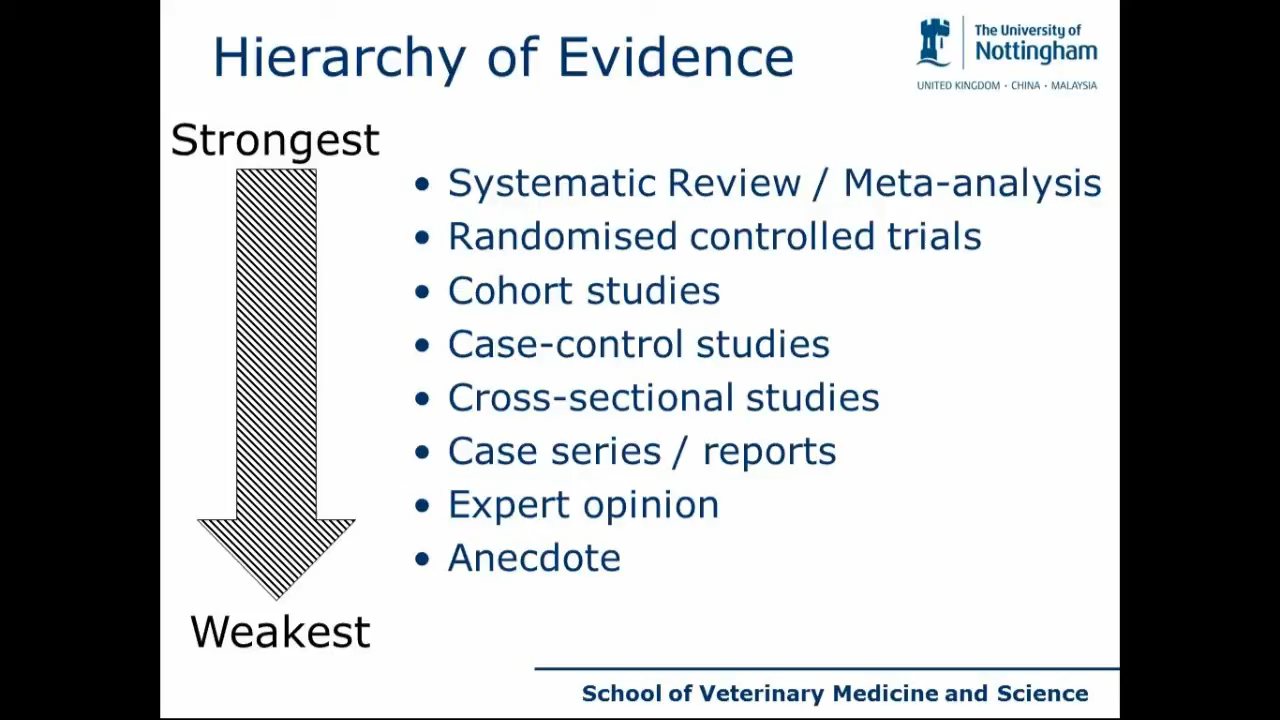 Hierarchy of Evidence
The University of
Nottingham
UNITED KINGDOM · CHINA · MALAYSIA
Strongest
• Systematic Review / Meta-analysis
• Randomised controlled trials
• Cohort studies
• Case-control studies
• Cross-sectional studies
• Case series / reports
• Expert opinion
• Anecdote
Weakest
School of Veterinary Medicine and Science